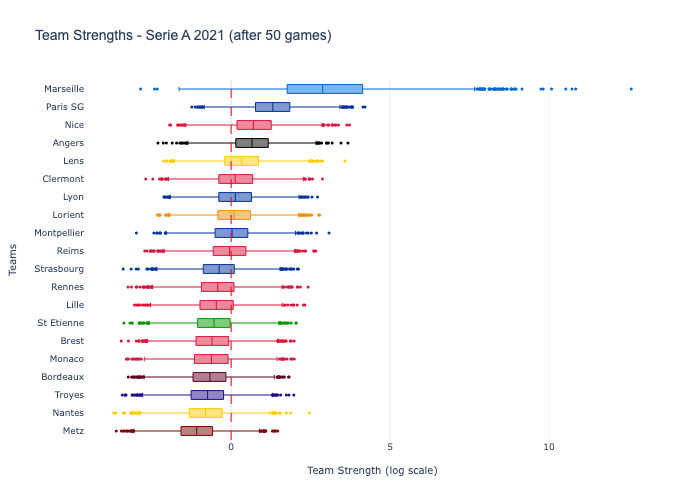 Team Strengths - Serie A 2021 (after 50 games)
Marseille
Paris SG
Nice
Angers
Lens
Clermont
Lyon
Lorient
Montpellier
Reims
Strasbourg
Rennes
Lille
St Etienne
Brest
Monaco
Bordeaux
Troyes
Nantes
Metz
Teams
0
5
10
Team Strength (log scale)